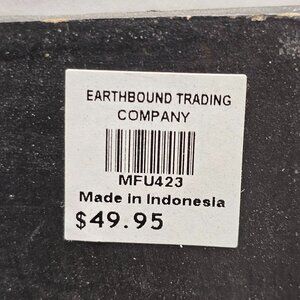 EARTHBOUND TRADING
COMPANY
MFU423
Made in Indonesia
$49.95